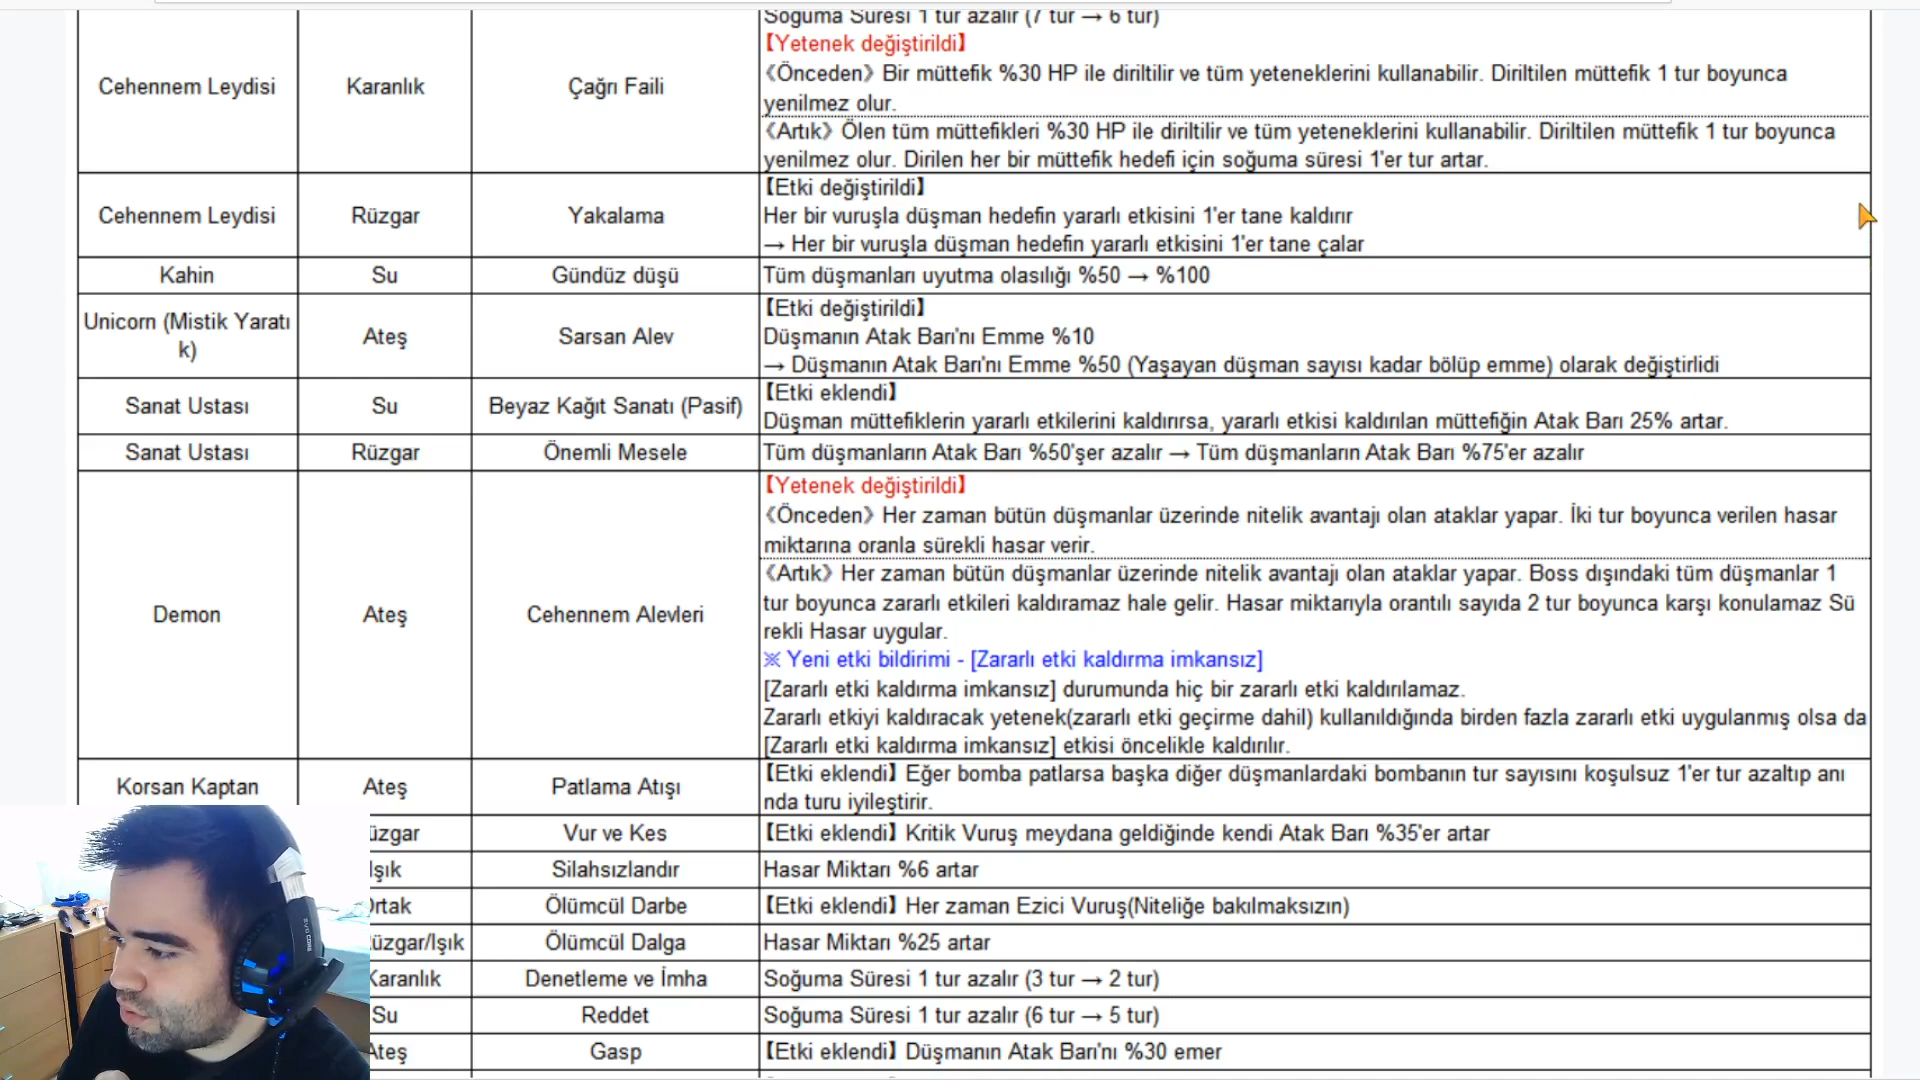 Soğuma Süresi 1 tur azalır (7 tur → 6 tur)
【Yetenek değiştirildi】
Cehennem Leydisi Karanlık Çağrı Faili
《Önceden》 Bir müttefik %30 HP ile diriltilir ve tüm yeteneklerini kullanabilir. Diriltilen müttefik 1 tur boyunca
yenilmez olur.
《Artık》 Ölen tüm müttefikleri %30 HP ile diriltilir ve tüm yeteneklerini kullanabilir. Diriltilen müttefik 1 tur boyunca
yenilmez olur. Dirilen her bir müttefik hedefi için soğuma süresi 1'er tur artar.
Cehennem Leydisi Rüzgar Yakalama
【Etki değiştirildi】
Her bir vuruşla düşman hedefin yararlı etkisini 1'er tane kaldırır
→ Her bir vuruşla düşman hedefin yararlı etkisini 1'er tane çalar
Kahin Su Gündüz düşü Tüm düşmanları uyutma olasılığı %50 → %100
Unicorn (Mistik Yaratı
k)
Ateş Sarsan Alev
【Etki değiştirildi】
Düşmanın Atak Barı'nı Emme %10
→ Düşmanın Atak Barı'nı Emme %50 (Yaşayan düşman sayısı kadar bölüp emme) olarak değiştirlidi
Sanat Ustası Su Beyaz Kağıt Sanatı (Pasif)
【Etki eklendi】
Düşman müttefiklerin yararlı etkilerini kaldırırsa, yararlı etkisi kaldırılan müttefiğin Atak Barı 25% artar.
Sanat Ustası Rüzgar Önemli Mesele Tüm düşmanların Atak Barı %50'şer azalır → Tüm düşmanların Atak Barı %75'er azalır
Demon Ateş Cehennem Alevleri
【Yetenek değiştirildi】
《Önceden》 Her zaman bütün düşmanlar üzerinde nitelik avantajı olan ataklar yapar. İki tur boyunca verilen hasar
miktarına oranla sürekli hasar verir.
《Artık》 Her zaman bütün düşmanlar üzerinde nitelik avantajı olan ataklar yapar. Boss dışındaki tüm düşmanlar 1
tur boyunca zararlı etkileri kaldıramaz hale gelir. Hasar miktarıyla orantılı sayıda 2 tur boyunca karşı konulamaz Sü
rekli Hasar uygular.
※ Yeni etki bildirimi - [Zararlı etki kaldırma imkansız]
[Zararlı etki kaldırma imkansız] durumunda hiç bir zararlı etki kaldırılamaz.
Zararlı etkiyi kaldıracak yetenek(zararlı etki geçirme dahil) kullanıldığında birden fazla zararlı etki uygulanmış olsa da
[Zararlı etki kaldırma imkansız] etkisi öncelikle kaldırılır.
Korsan Kaptan Ateş Patlama Atışı
【Etki eklendi】 Eğer bomba patlarsa başka diğer düşmanlardaki bombanın tur sayısını koşulsuz 1'er tur azaltıp anı
nda turu iyileştirir.
üzgar Vur ve Kes 【Etki eklendi】 Kritik Vuruş meydana geldiğinde kendi Atak Barı %35'er artar
Işık Silahsızlandır Hasar Miktarı %6 artar
Ortak Ölümcül Darbe 【Etki eklendi】 Her zaman Ezici Vuruş(Niteliğe bakılmaksızın)
üzgar/Işık Ölümcül Dalga Hasar Miktarı %25 artar
Karanlık Denetleme ve İmha Soğuma Süresi 1 tur azalır (3 tur → 2 tur)
Su Reddet Soğuma Süresi 1 tur azalır (6 tur → 5 tur)
Ateş Gasp 【Etki eklendi】 Düşmanın Atak Barı'nı %30 emer